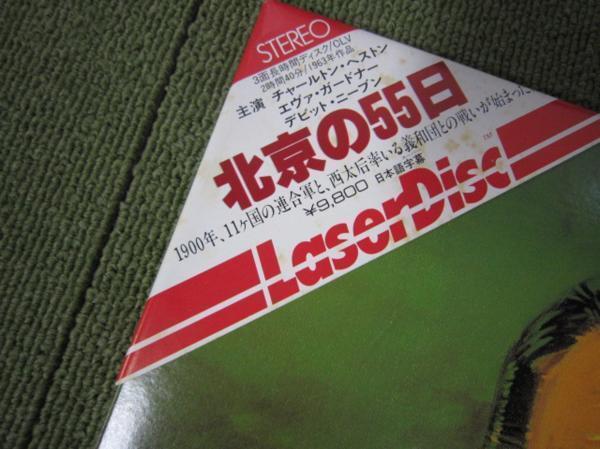 STEREO
3面長時間ディスク/CLV
2時間40分/1963年作品
主演 チャールトン・ヘストン
エヴァ・ガードナー
デビット・ニーブン
北京の55日
1900年、11ヶ国の連合軍と、西太后率いる義和団との戦いが始まった
¥9,800 日本語字幕
LaserDisc